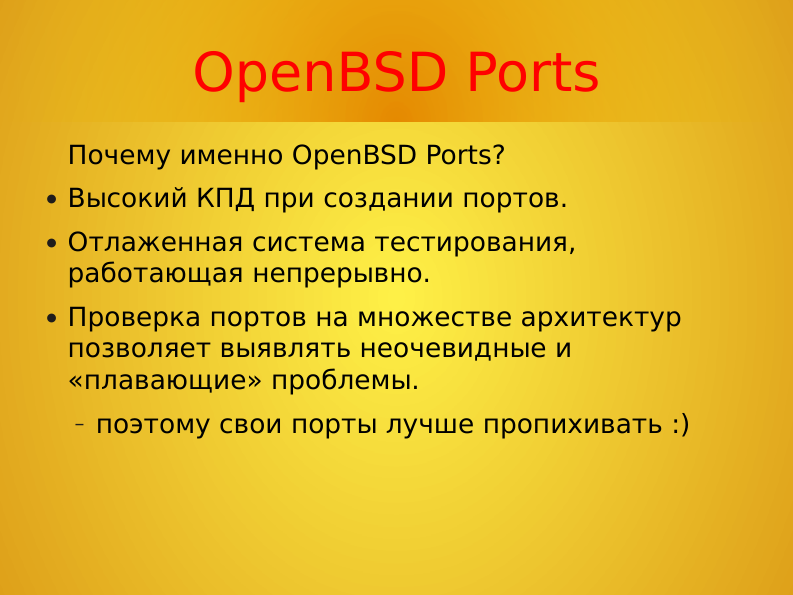 OpenBSD Ports
Почему именно OpenBSD Ports?
• Высокий КПД при создании портов.
• Отлаженная система тестирования,
работающая непрерывно.
• Проверка портов на множестве архитектур
позволяет выявлять неочевидные и
«плавающие» проблемы.
– поэтому свои порты лучше пропихивать :)